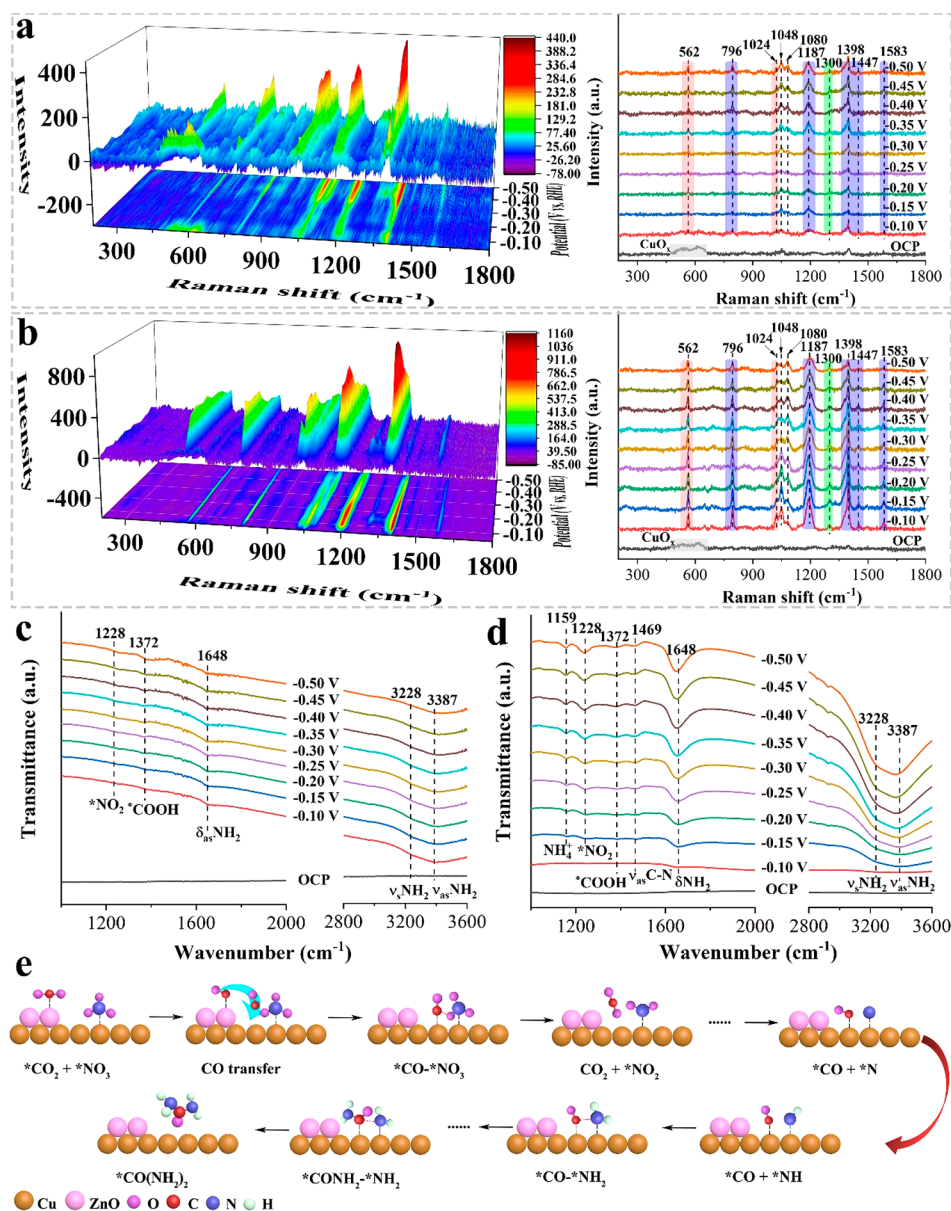 a
Intensity
400
200
0
-200
300 600 900 1200 1500 1800
Raman shift (cm-1)
440.0
388.2
336.4
284.6
232.8
181.0
129.2
77.40
25.60
-26.20
-78.00
-0.50
-0.40
-0.30
-0.20
-0.10
Potential (V vs.RHE)
Intensity (a.u.)
562 796 1024 1048 1080 1187 1300 1398 1447 1583
-0.50 V
-0.45 V
-0.40 V
-0.35 V
-0.30 V
-0.25 V
-0.20 V
-0.15 V
-0.10 V
CuOx
OCP
300 600 900 1200 1500 1800
Raman shift (cm-1)
b
Intensity
800
400
0
-400
300 600 900 1200 1500 1800
Raman shift (cm-1)
1160
1036
911.0
786.5
662.0
537.5
413.0
288.5
164.0
39.50
-85.00
-0.50
-0.40
-0.30
-0.20
-0.10
Potential (V vs.RHE)
Intensity (a.u.)
562 796 1024 1048 1080 1187 1300 1398 1447 1583
-0.50 V
-0.45 V
-0.40 V
-0.35 V
-0.30 V
-0.25 V
-0.20 V
-0.15 V
-0.10 V
CuOx
OCP
300 600 900 1200 1500 1800
Raman shift (cm-1)
c
Transmittance (a.u.)
1228 1372 1648 3228 3387
-0.50 V
-0.45 V
-0.40 V
-0.35 V
-0.30 V
-0.25 V
-0.20 V
-0.15 V
-0.10 V
OCP
*NO2 *COOH
δasNH2
νsNH2 νasNH2
1200 1600 2000 2800 3200 3600
Wavenumber (cm-1)
d
Transmittance (a.u.)
1159 1228 1372 1469 1648 3228 3387
-0.50 V
-0.45 V
-0.40 V
-0.35 V
-0.30 V
-0.25 V
-0.20 V
-0.15 V
-0.10 V
OCP
NH4+ *NO2
*COOH νasC-N δNH2
νsNH2 νasNH2
1200 1600 2000 2800 3200 3600
Wavenumber (cm-1)
e
*CO2 + *NO3
CO transfer
*CO-*NO3
CO2 + *NO2
......
*CO + *N
*CO(NH2)2
*CONH2-*NH2
......
*CO-*NH2
*CO + *NH
Cu ZnO O C N H